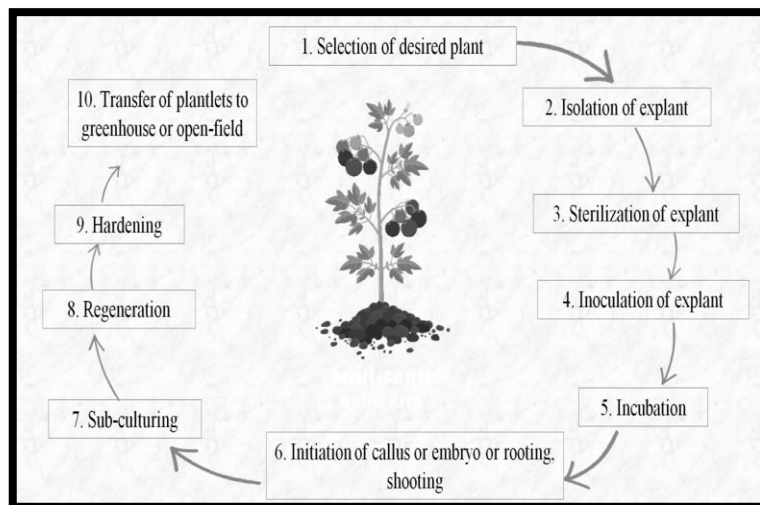 1. Selection of desired plant
2. Isolation of explant
3. Sterilization of explant
4. Inoculation of explant
5. Incubation
6. Initiation of callus or embryo or rooting,
shooting
7. Sub-culturing
8. Regeneration
9. Hardening
10. Transfer of plantlets to
greenhouse or open-field